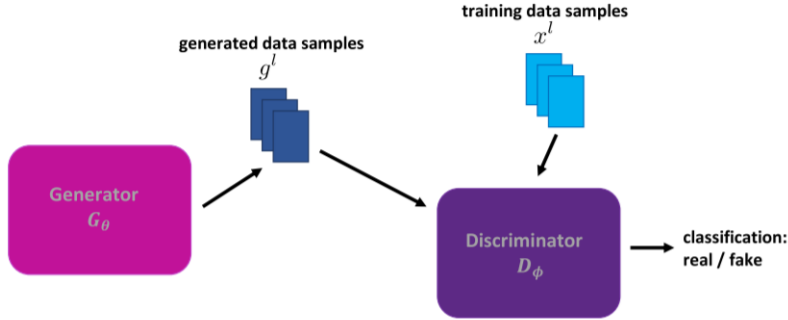 training data samples
x^l
generated data samples
g^l
Generator
G_θ
Discriminator
D_ϕ
classification:
real / fake